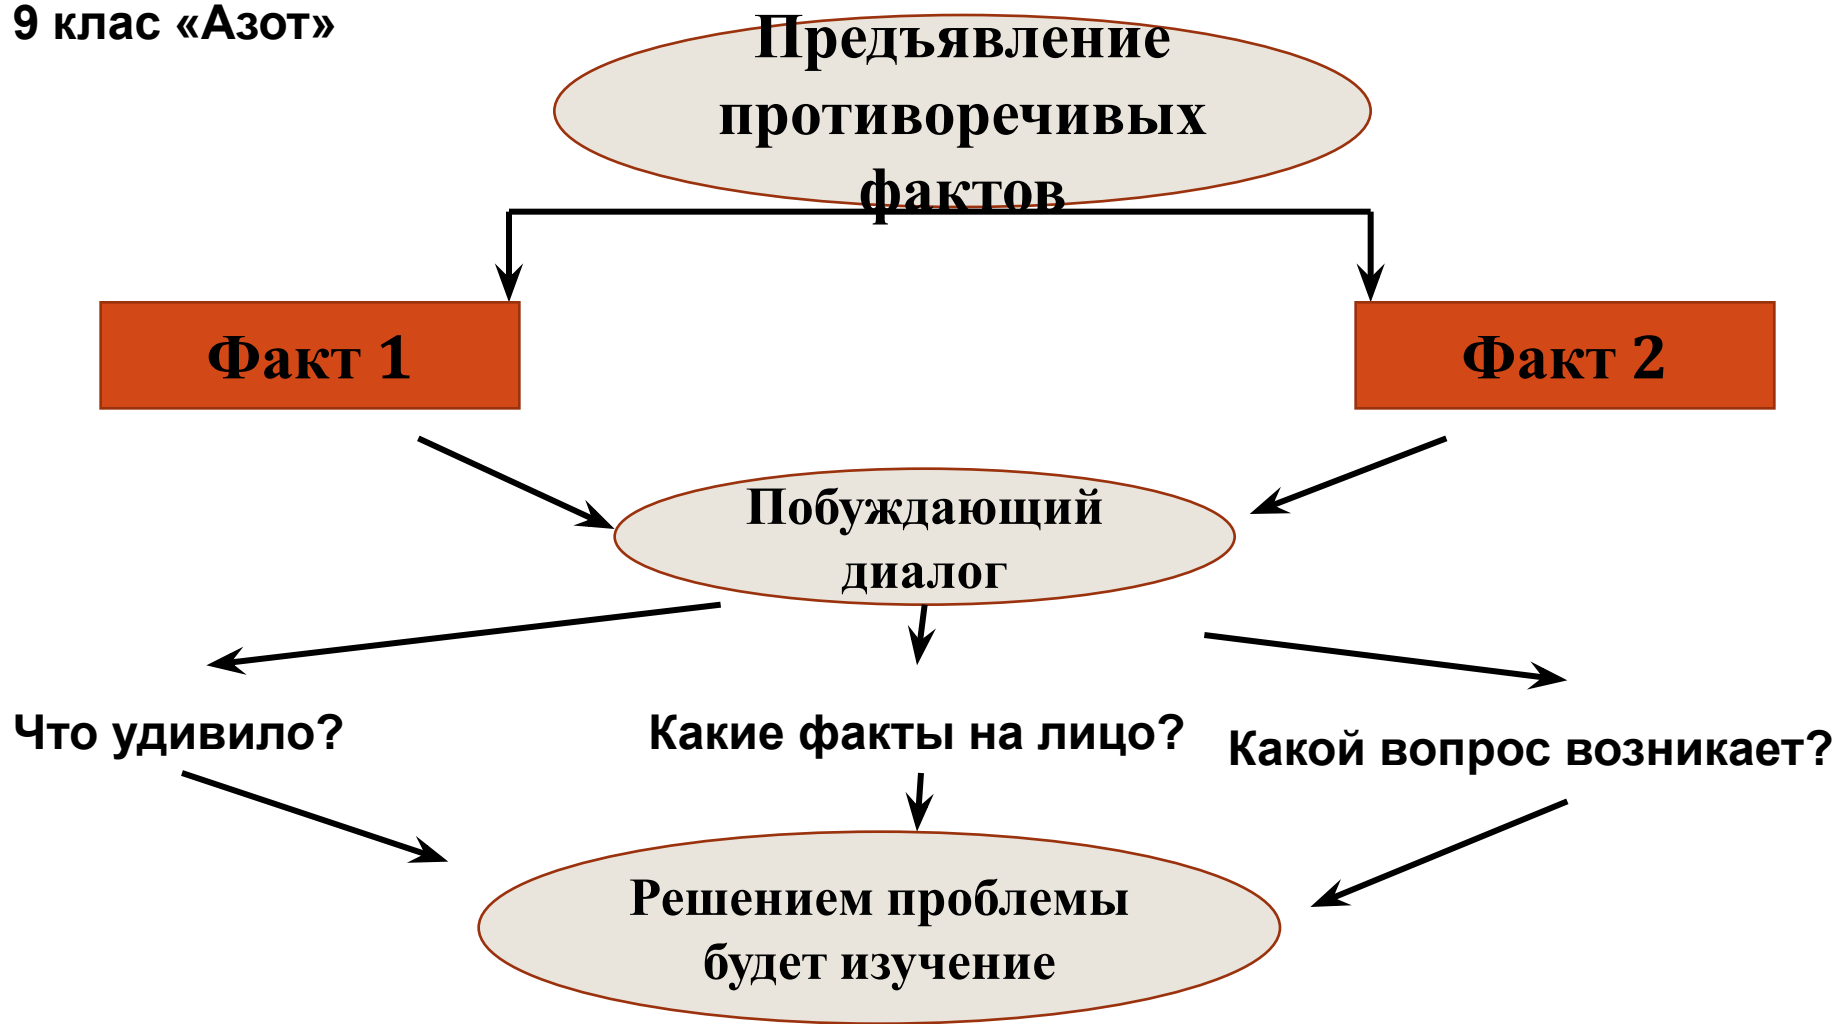 9 клас «Азот»
Предъявление
противоречивых
фактов
Факт 1
Факт 2
Побуждающий
диалог
Что удивило?
Какие факты на лицо?
Какой вопрос возникает?
Решением проблемы
будет изучение